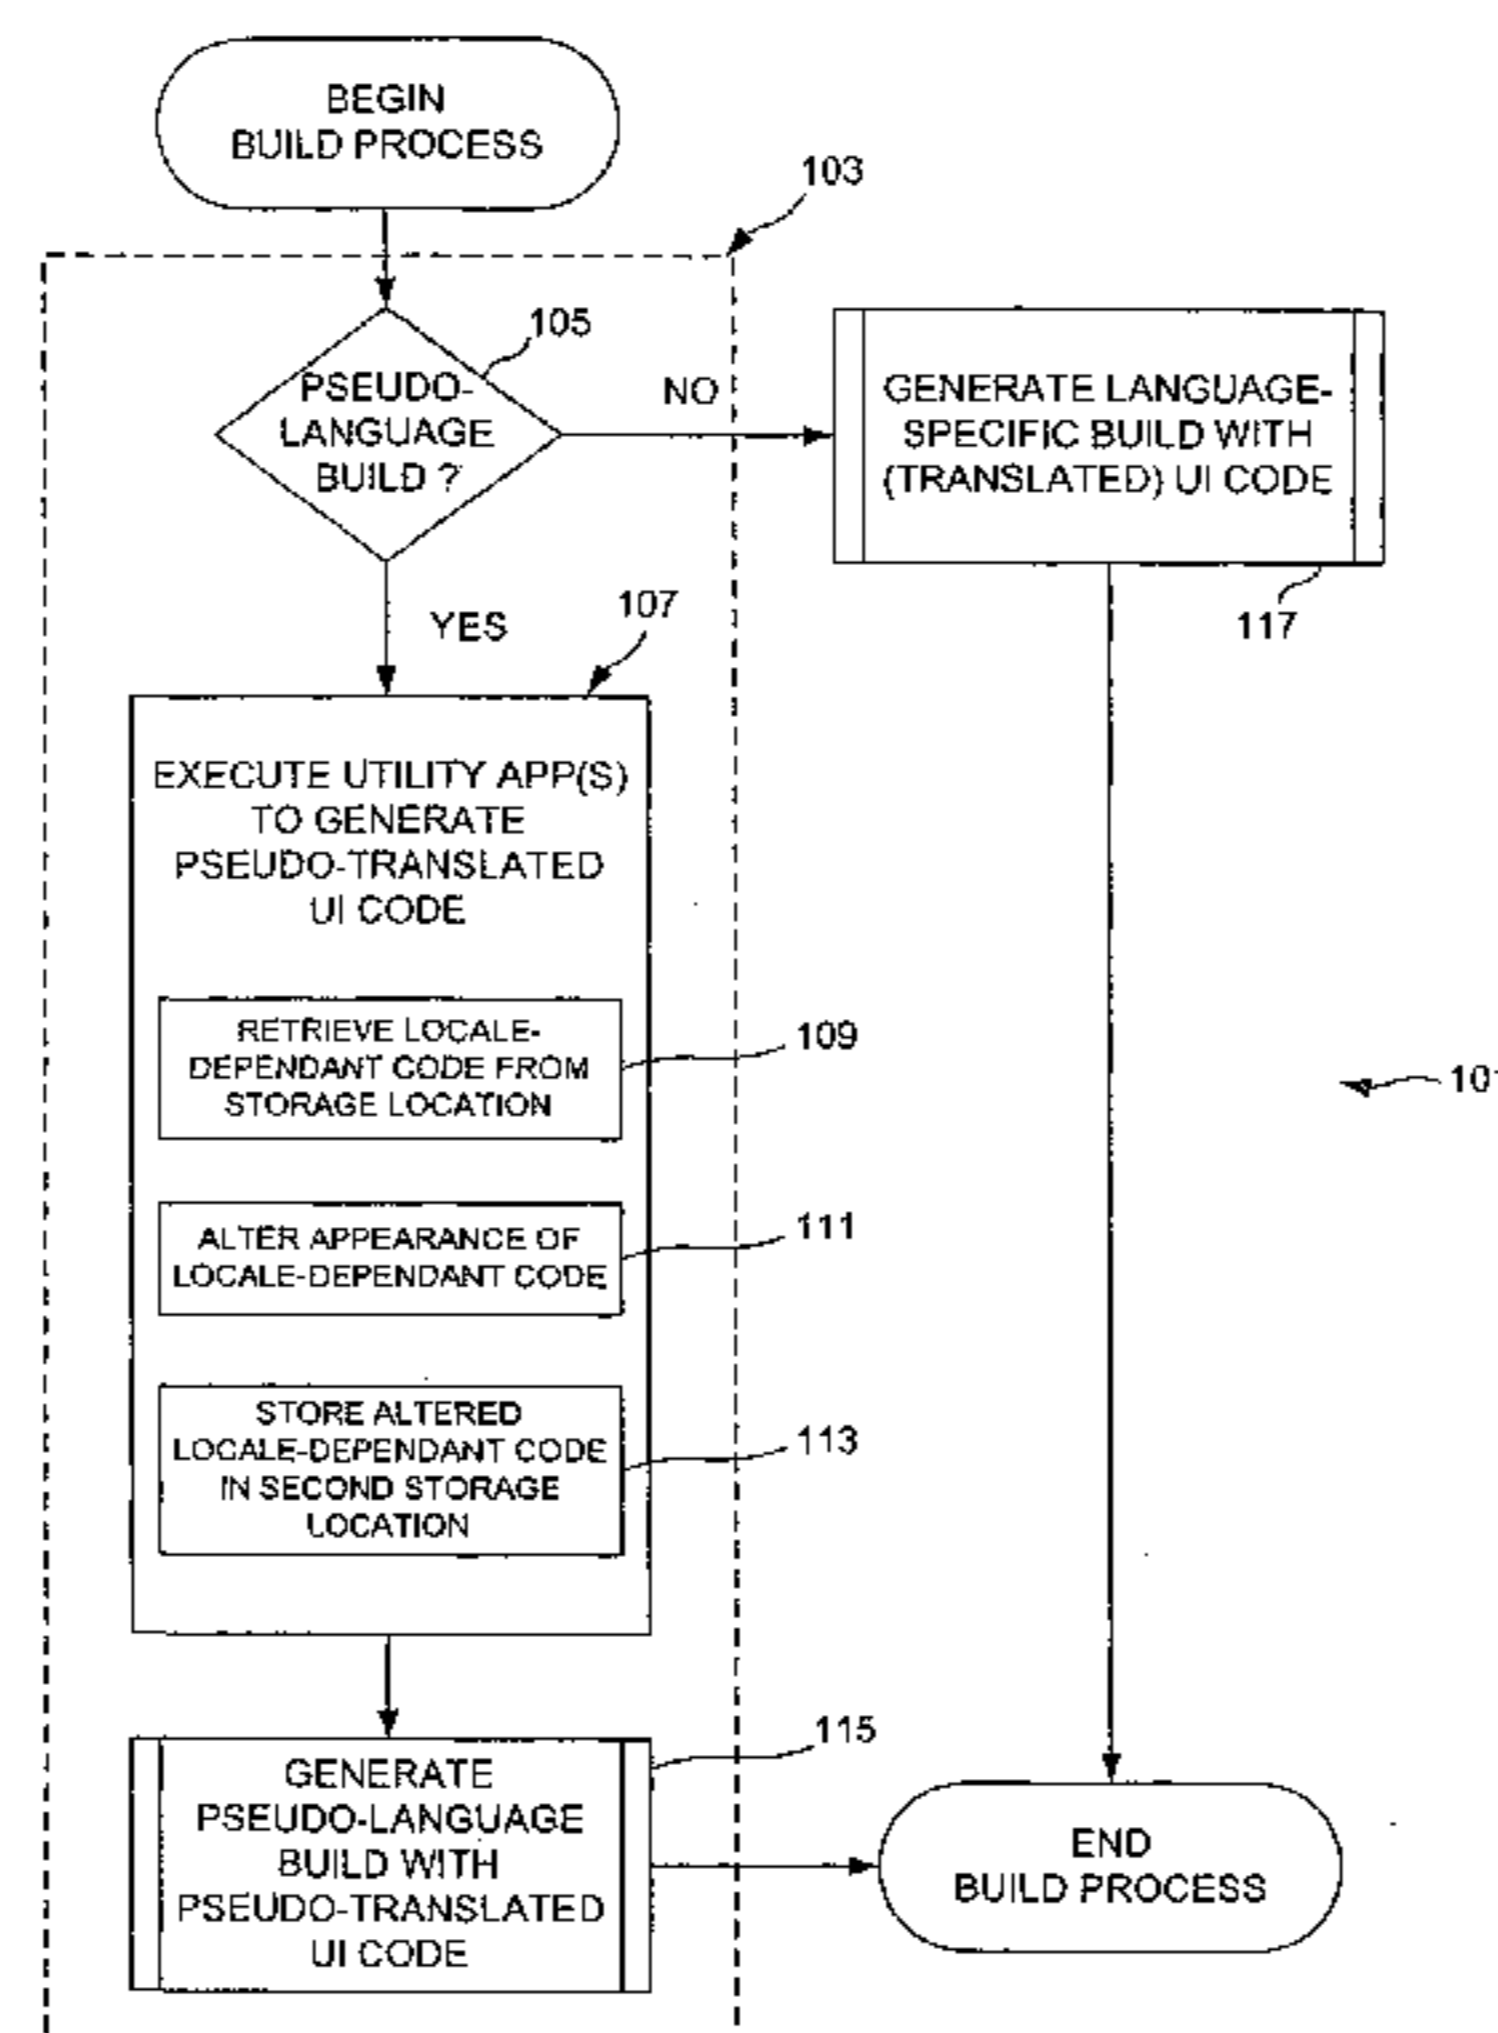 BEGIN
BUILD PROCESS
103
105
PSEUDO-
LANGUAGE
BUILD ?
NO
GENERATE LANGUAGE-
SPECIFIC BUILD WITH
(TRANSLATED) UI CODE
117
YES
107
EXECUTE UTILITY APP(S)
TO GENERATE
PSEUDO-TRANSLATED
UI CODE
RETRIEVE LOCALE-
DEPENDANT CODE FROM
STORAGE LOCATION
109
ALTER APPEARANCE OF
LOCALE-DEPENDANT CODE
111
STORE ALTERED
LOCALE-DEPENDANT CODE
IN SECOND STORAGE
LOCATION
113
GENERATE
PSEUDO-LANGUAGE
BUILD WITH
PSEUDO-TRANSLATED
UI CODE
115
END
BUILD PROCESS